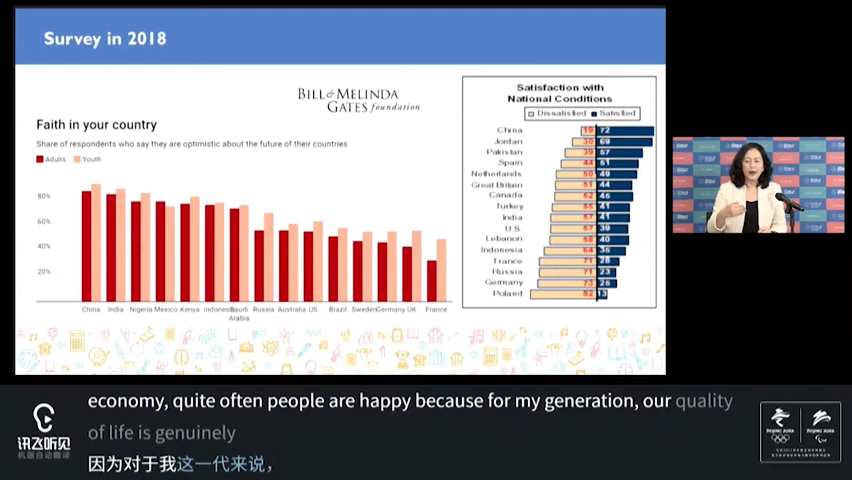 Survey in 2018
BILL & MELINDA
GATES foundation
Faith in your country
Share of respondents who say they are optimistic about the future of their countries
Adults Youth
80%
60%
40%
20%
China India Nigeria Mexico Kenya Indonesia Saudi Arabia Russia Australia US Brazil Sweden Germany UK France
Satisfaction with
National Conditions
Dissatisfied Satisfied
China 19 72
Jordan 30 69
Pakistan 39 57
Spain 44 51
Netherlands 50 49
Great Britain 51 44
Canada 52 45
Turkey 55 41
India 57 41
U.S. 57 39
Lebanon 58 40
Indonesia 64 35
France 71 28
Russia 71 23
Germany 73 25
Poland 82 13
economy, quite often people are happy because for my generation, our quality
of life is genuinely
因为对于我这一代来说，
讯飞听见
机器自动翻译
BEIJING 2022
BEIJING 2022